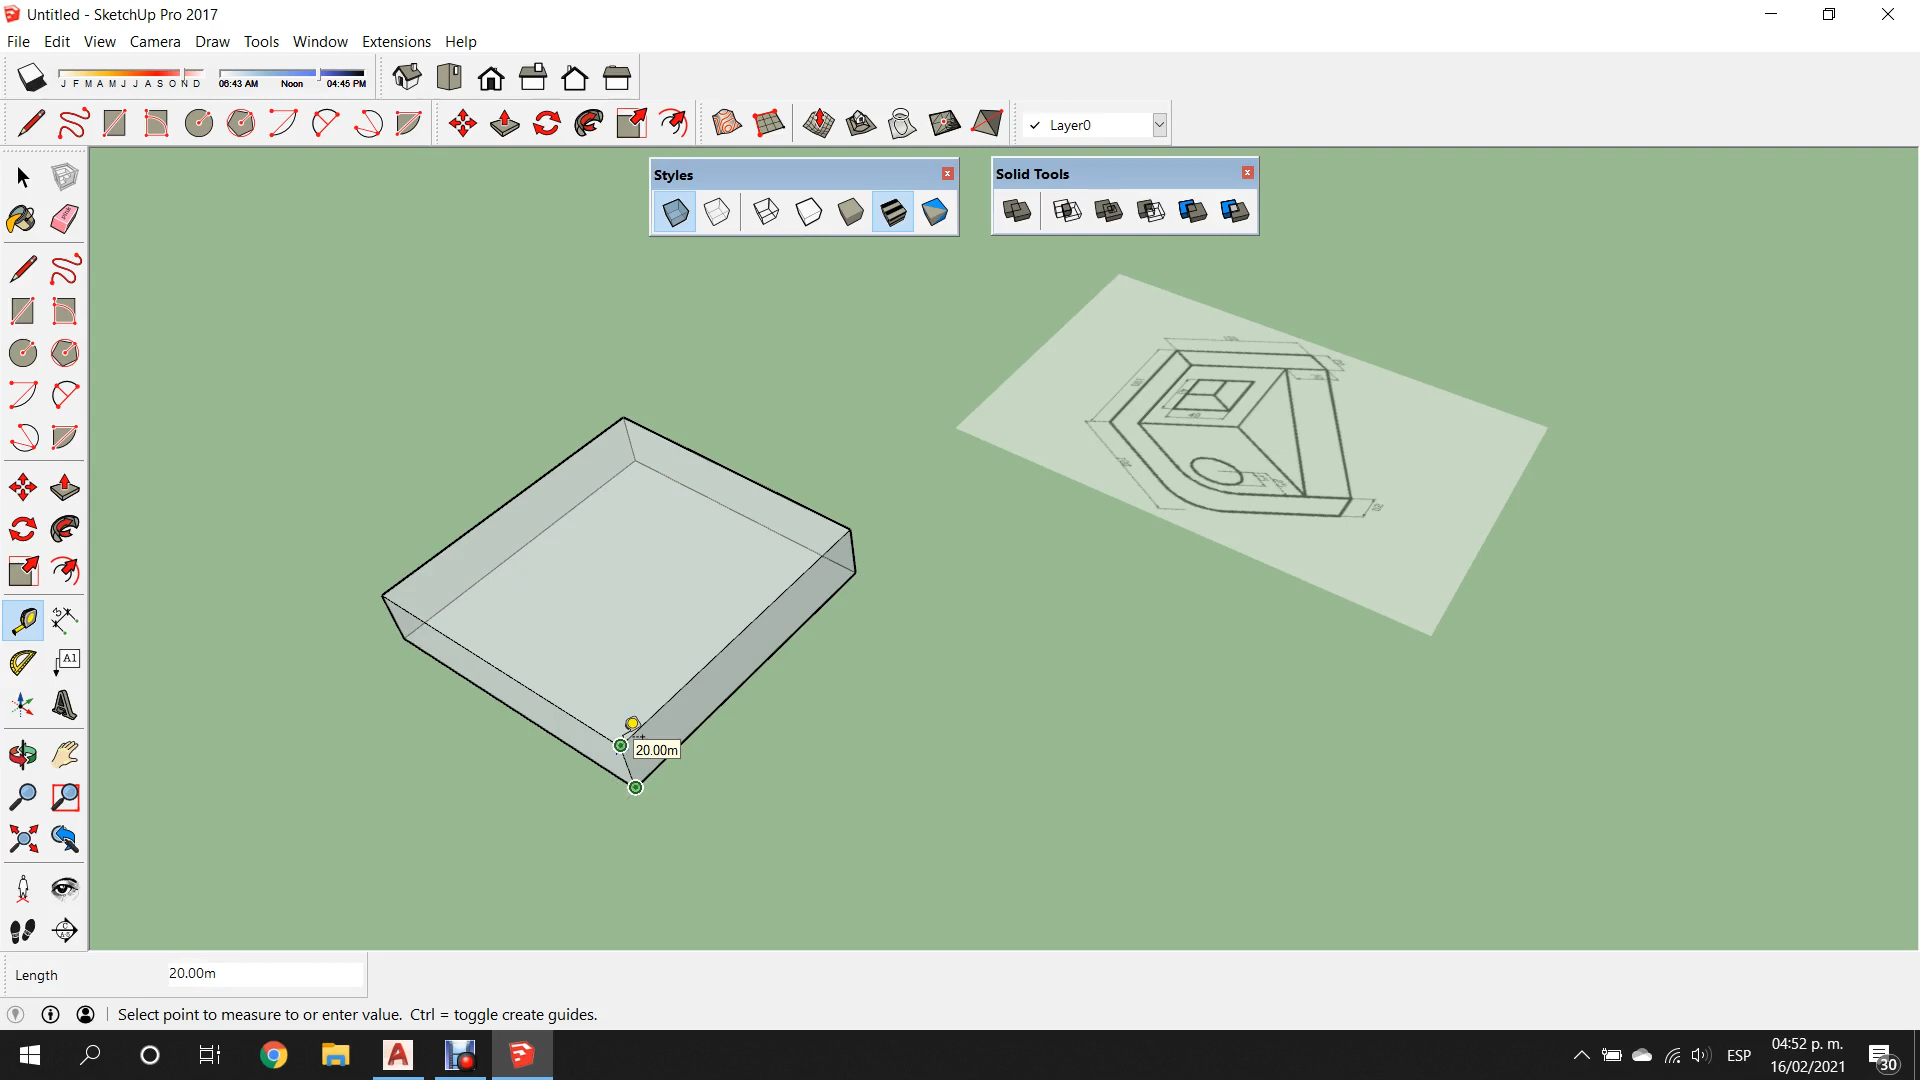 Untitled - SketchUp Pro 2017
File Edit View Camera Draw Tools Window Extensions Help
J F M A M J J A S O N D
06:43 AM Noon 04:45 PM
Layer0
Styles
Solid Tools
A1
20.00m
Length 20.00m
Select point to measure to or enter value. Ctrl = toggle create guides.
ESP
04:52 p. m.
16/02/2021
30